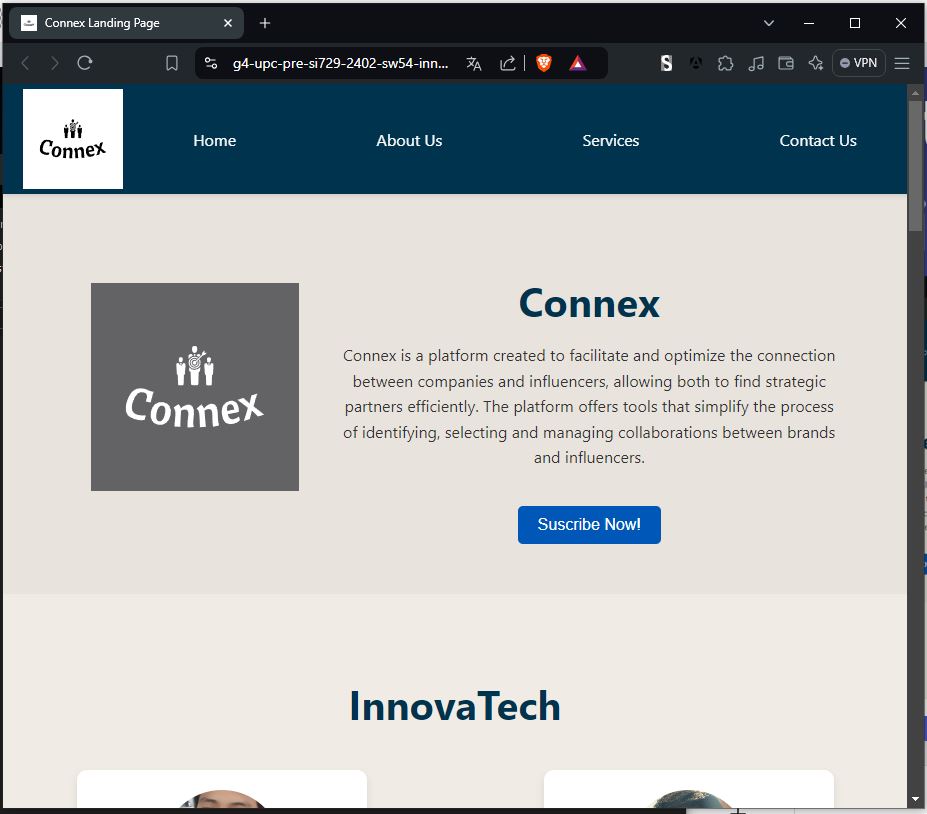 Connex Landing Page
g4-upc-pre-si729-2402-sw54-inn...
VPN
Connex
Home
About Us
Services
Contact Us
Connex
Connex
Connex is a platform created to facilitate and optimize the connection
between companies and influencers, allowing both to find strategic
partners efficiently. The platform offers tools that simplify the process
of identifying, selecting and managing collaborations between brands
and influencers.
Suscribe Now!
InnovaTech